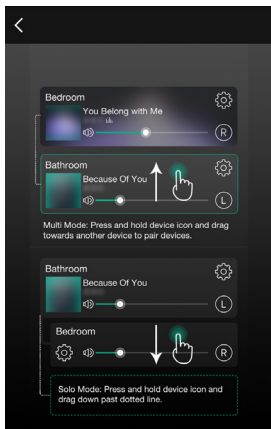 Bedroom
You Belong with Me
R
Bathroom
Because Of You
L
Multi Mode: Press and hold device icon and drag
towards another device to pair devices.
Bathroom
Because Of You
L
Bedroom
R
Solo Mode: Press and hold device icon and
drag down past dotted line.